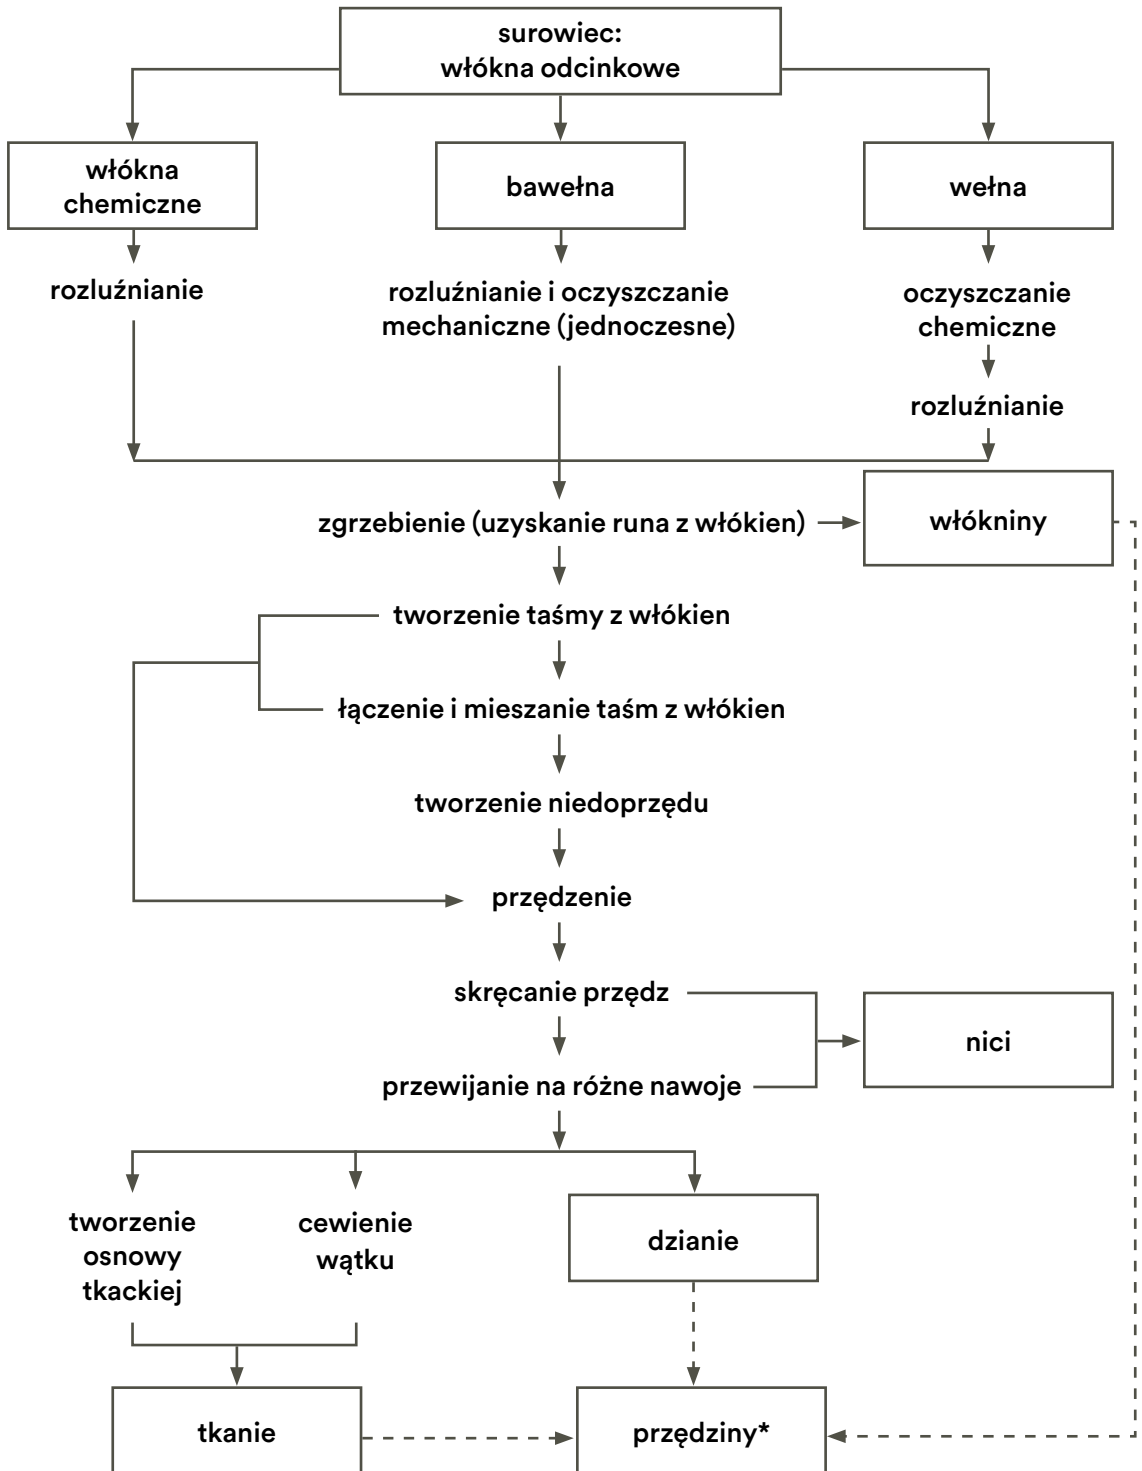 surowiec:
włókna odcinkowe
włókna
chemiczne
bawełna
wełna
rozluźnianie
rozluźnianie i oczyszczanie
mechaniczne (jednoczesne)
oczyszczanie
chemiczne
rozluźnianie
zgrzebienie (uzyskanie runa z włókien)
włókniny
tworzenie taśmy z włókien
łączenie i mieszanie taśm z włókien
tworzenie niedoprzędu
przędzenie
skręcanie przędz
nici
przewijanie na różne nawoje
tworzenie
osnowy
tkackiej
cewienie
wątku
dzianie
tkanie
przędziny*